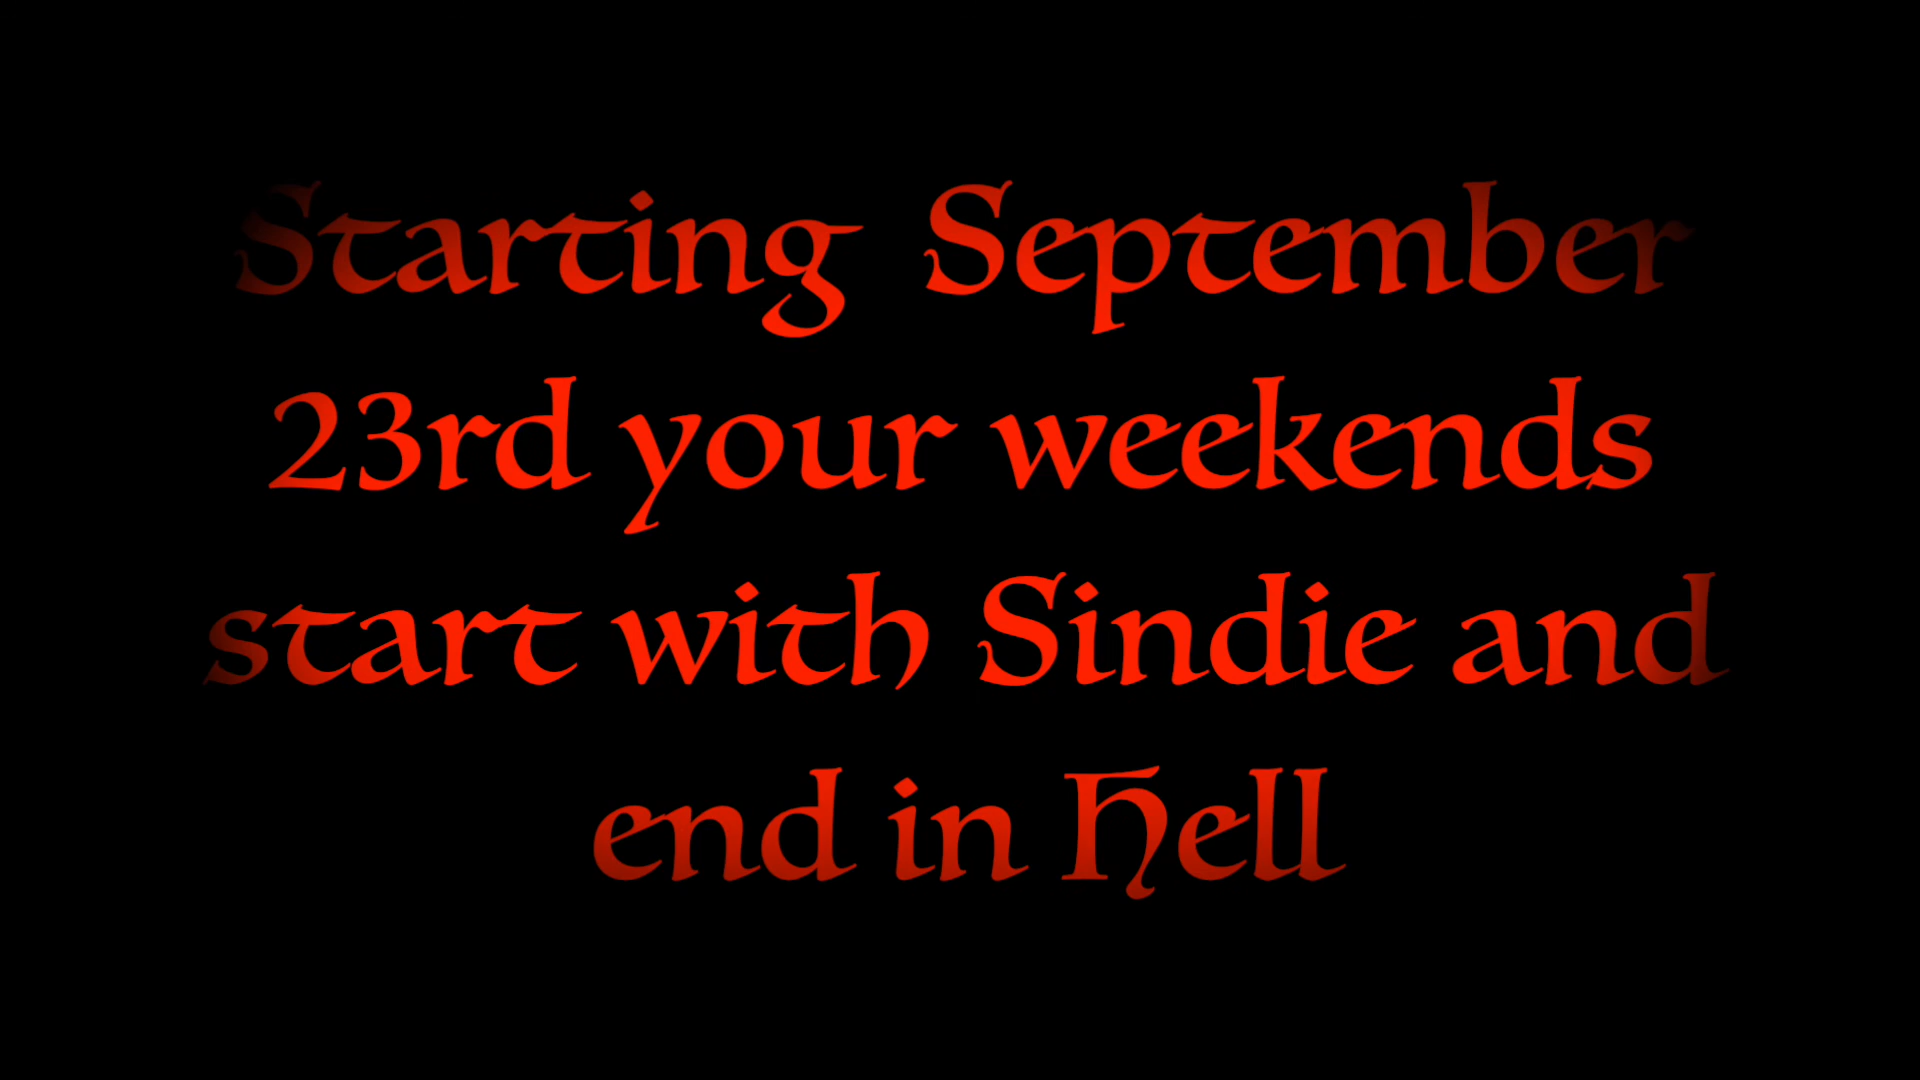 Starting September
23rd your weekends
start with Sindie and
end in Hell